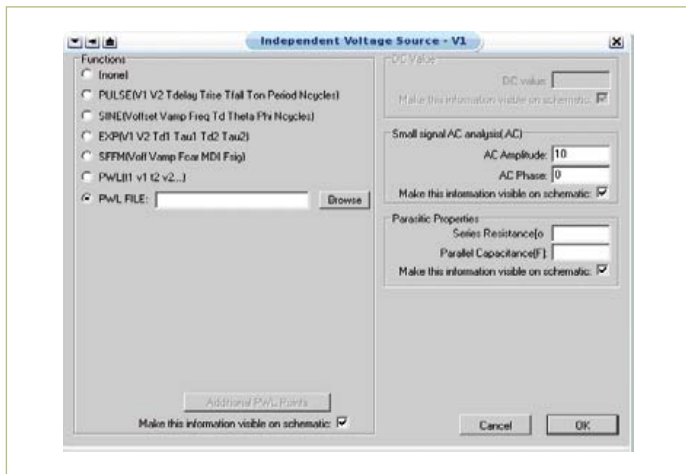 Independent Voltage Source - V1
Functions
(none)
PULSE(V1 V2 Tdelay Trise Tfall Ton Period Ncycles)
SINE(Voffset Vamp Freq Td Theta Phi Ncycles)
EXP(V1 V2 Td1 Tau1 Td2 Tau2)
SFFM(Voff Vamp Fcar MDI Fsig)
PWL(t1 v1 t2 v2...)
PWL FILE:
Browse
Additional PWL Points
Make this information visible on schematic:
DC Value
DC value:
Make this information visible on schematic:
Small signal AC analysis(.AC)
AC Amplitude: 10
AC Phase: 0
Make this information visible on schematic:
Parasitic Properties
Series Resistance[o
Parallel Capacitance[F]:
Make this information visible on schematic:
Cancel
OK